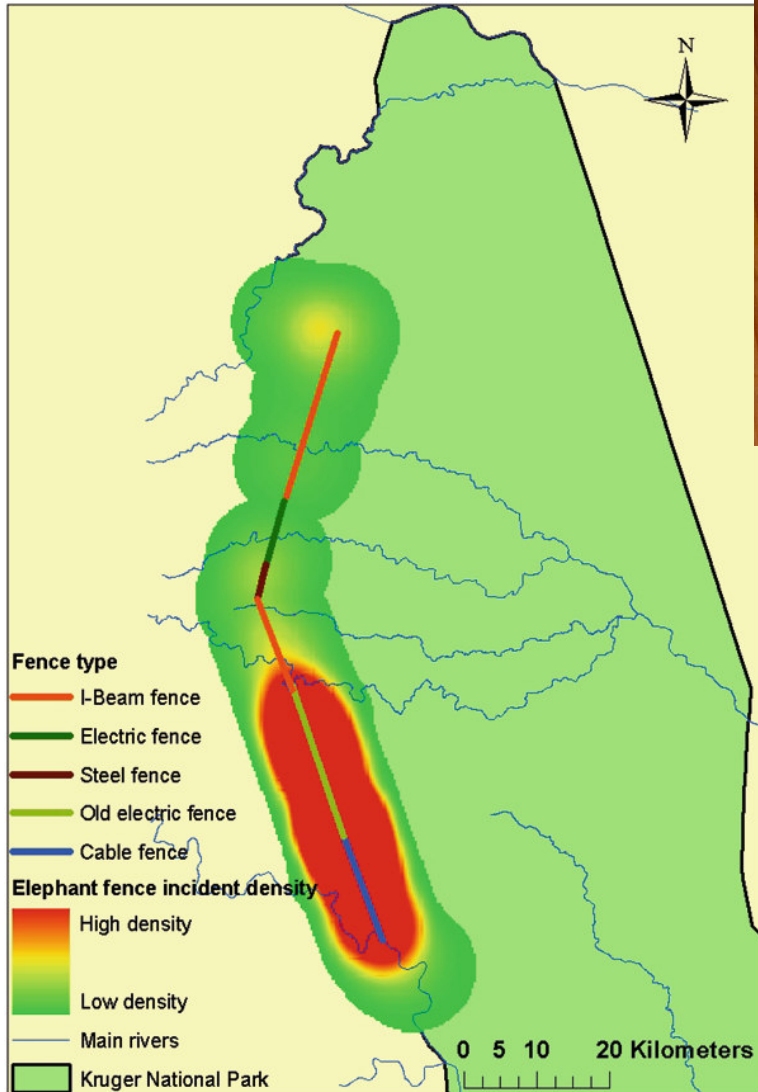 N
Fence type
I-Beam fence
Electric fence
Steel fence
Old electric fence
Cable fence
Elephant fence incident density
High density
Low density
Main rivers
Kruger National Park
0 5 10 20 Kilometers